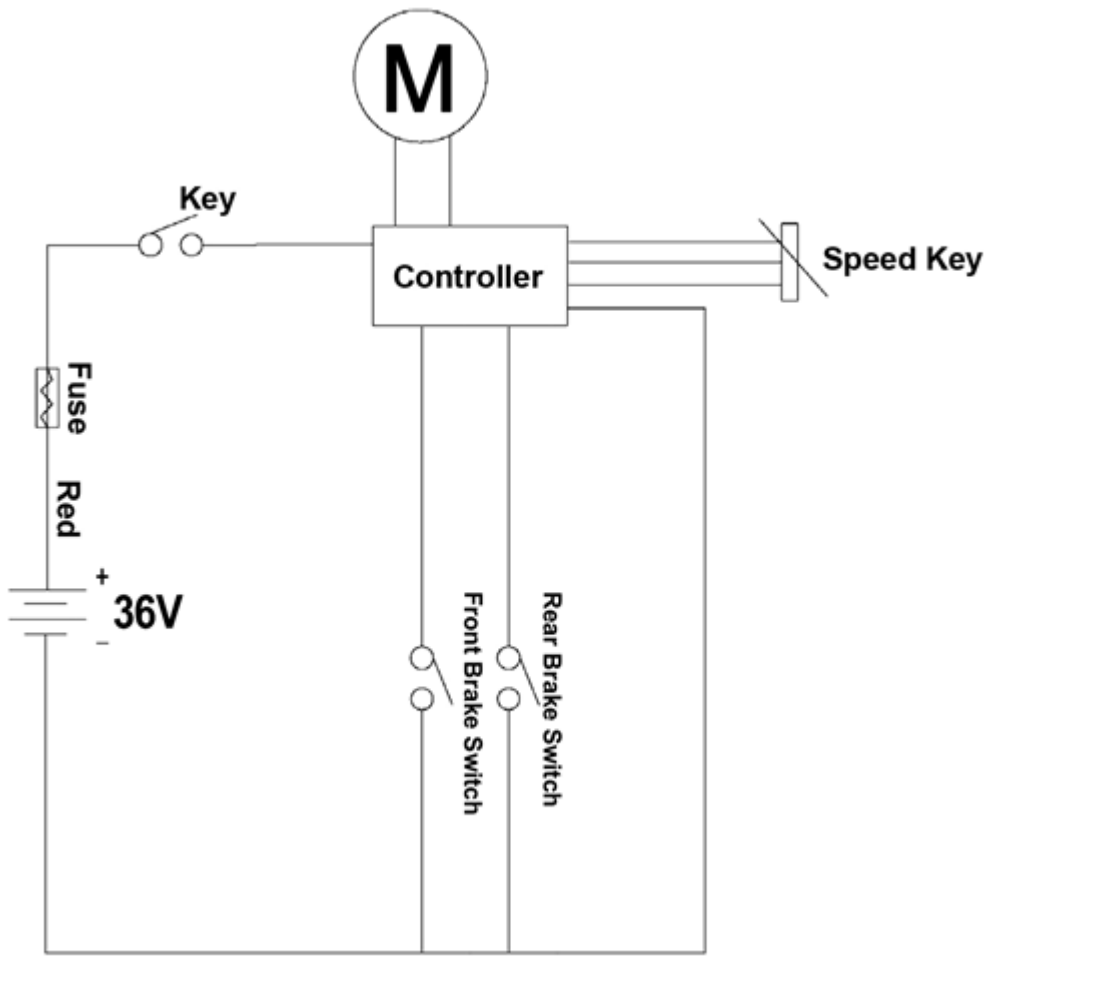 M
Key
Controller
Speed Key
Fuse
Red
+
36V
−
Front Brake Switch
Rear Brake Switch